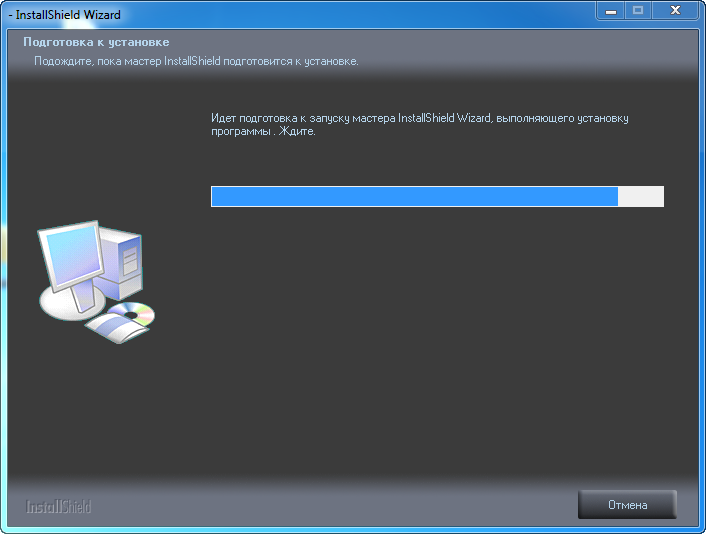 - InstallShield Wizard
Подготовка к установке
Подождите, пока мастер InstallShield подготовится к установке.
Идет подготовка к запуску мастера InstallShield Wizard, выполняющего установку
программы . Ждите.
InstallShield
Отмена